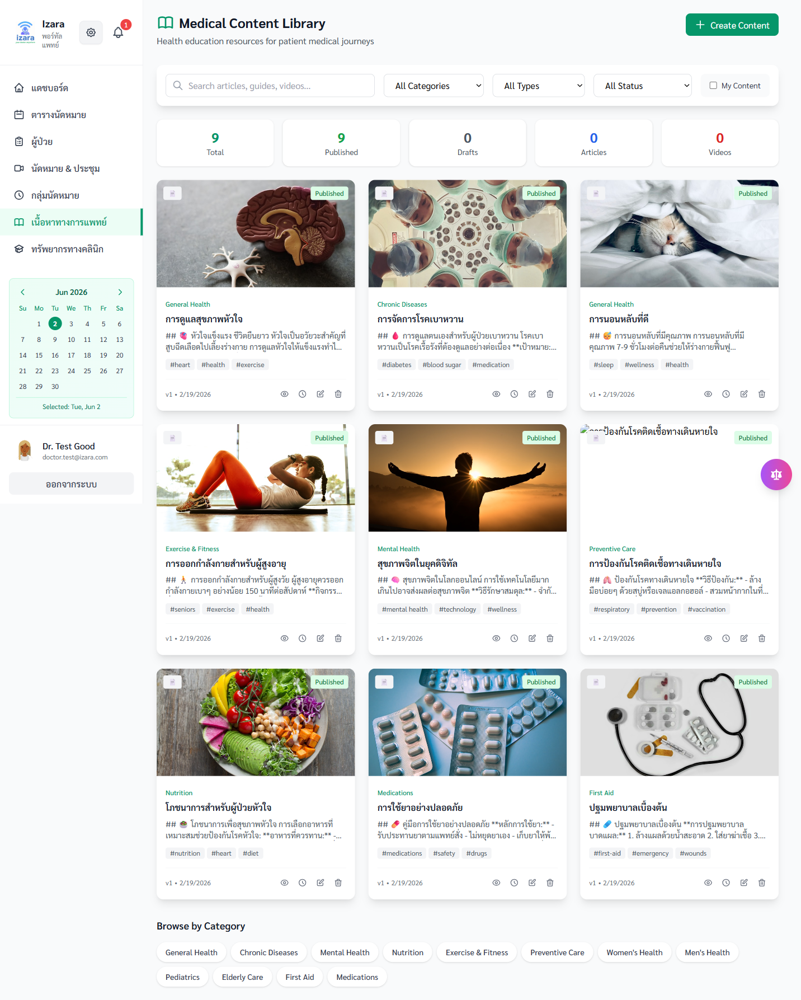 Izara
พอร์ทัล
แพทย์
izara
1
แดชบอร์ด
ตารางนัดหมาย
ผู้ป่วย
นัดหมาย & ประชุม
กลุ่มนัดหมาย
เนื้อหาทางการแพทย์
ทรัพยากรทางคลินิก
Jun 2026
Su Mo Tu We Th Fr Sa
1 2 3 4 5 6
7 8 9 10 11 12 13
14 15 16 17 18 19 20
21 22 23 24 25 26 27
28 29 30
Selected: Tue, Jun 2
Dr. Test Good
doctor.test@izara.com
ออกจากระบบ
Medical Content Library
Health education resources for patient medical journeys
Create Content
Search articles, guides, videos...
All Categories
All Types
All Status
My Content
9
Total
9
Published
0
Drafts
0
Articles
0
Videos
Published
General Health
การดูแลสุขภาพหัวใจ
## 🫀 หัวใจแข็งแรง ชีวิตยืนยาว หัวใจเป็นอวัยวะสำคัญที่
สูบฉีดเลือดไปเลี้ยงร่างกาย การดูแลหัวใจให้แข็งแรงทำไ...
#heart #health #exercise
v1 • 2/19/2026
Published
Chronic Diseases
การจัดการโรคเบาหวาน
## 🩸 การดูแลตนเองสำหรับผู้ป่วยเบาหวาน โรคเบา
หวานเป็นโรคเรื้อรังที่ต้องดูแลอย่างต่อเนื่อง **เป้าหมาย:...
#diabetes #blood sugar #medication
v1 • 2/19/2026
Published
General Health
การนอนหลับที่ดี
## 😴 การนอนหลับที่มีคุณภาพ การนอนหลับที่มี
คุณภาพ 7-9 ชั่วโมงต่อคืนช่วยให้ร่างกายฟื้นฟู...
#sleep #wellness #health
v1 • 2/19/2026
Published
Exercise & Fitness
การออกกำลังกายสำหรับผู้สูงอายุ
## 🏃 การออกกำลังกายสำหรับผู้สูงวัย ผู้สูงอายุควรออก
กำลังกายเบาๆ อย่างน้อย 150 นาทีต่อสัปดาห์ **กิจกรร...
#seniors #exercise #health
v1 • 2/19/2026
Published
Mental Health
สุขภาพจิตในยุคดิจิทัล
## 🧠 สุขภาพจิตในโลกออนไลน์ การใช้เทคโนโลยีมาก
เกินไปอาจส่งผลต่อสุขภาพจิต **วิธีรักษาสมดุล:** - จำกั...
#mental health #technology #wellness
v1 • 2/19/2026
การป้องกันโรคติดเชื้อทางเดินหายใจ
Published
Preventive Care
การป้องกันโรคติดเชื้อทางเดินหายใจ
## 🫁 ป้องกันโรคทางเดินหายใจ **วิธีป้องกัน:** - ล้าง
มือบ่อยๆ ด้วยสบู่หรือเจลแอลกอฮอล์ - สวมหน้ากากในที่...
#respiratory #prevention #vaccination
v1 • 2/19/2026
Published
Nutrition
โภชนาการสำหรับผู้ป่วยหัวใจ
## 🥗 โภชนาการเพื่อสุขภาพหัวใจ การเลือกอาหารที่
เหมาะสมช่วยป้องกันโรคหัวใจ: **อาหารที่ควรทาน:** -...
#nutrition #heart #diet
v1 • 2/19/2026
Published
Medications
การใช้ยาอย่างปลอดภัย
## 💊 คู่มือการใช้ยาอย่างปลอดภัย **หลักการใช้ยา:** -
รับประทานยาตามแพทย์สั่ง - ไม่หยุดยาเอง - เก็บยาให้พ้...
#medications #safety #drugs
v1 • 2/19/2026
Published
First Aid
ปฐมพยาบาลเบื้องต้น
## 🩹 ปฐมพยาบาลเบื้องต้น **การปฐมพยาบาล
บาดแผล:** 1. ล้างแผลด้วยน้ำสะอาด 2. ใส่ยาฆ่าเชื้อ 3....
#first-aid #emergency #wounds
v1 • 2/19/2026
Browse by Category
General Health
Chronic Diseases
Mental Health
Nutrition
Exercise & Fitness
Preventive Care
Women's Health
Men's Health
Pediatrics
Elderly Care
First Aid
Medications